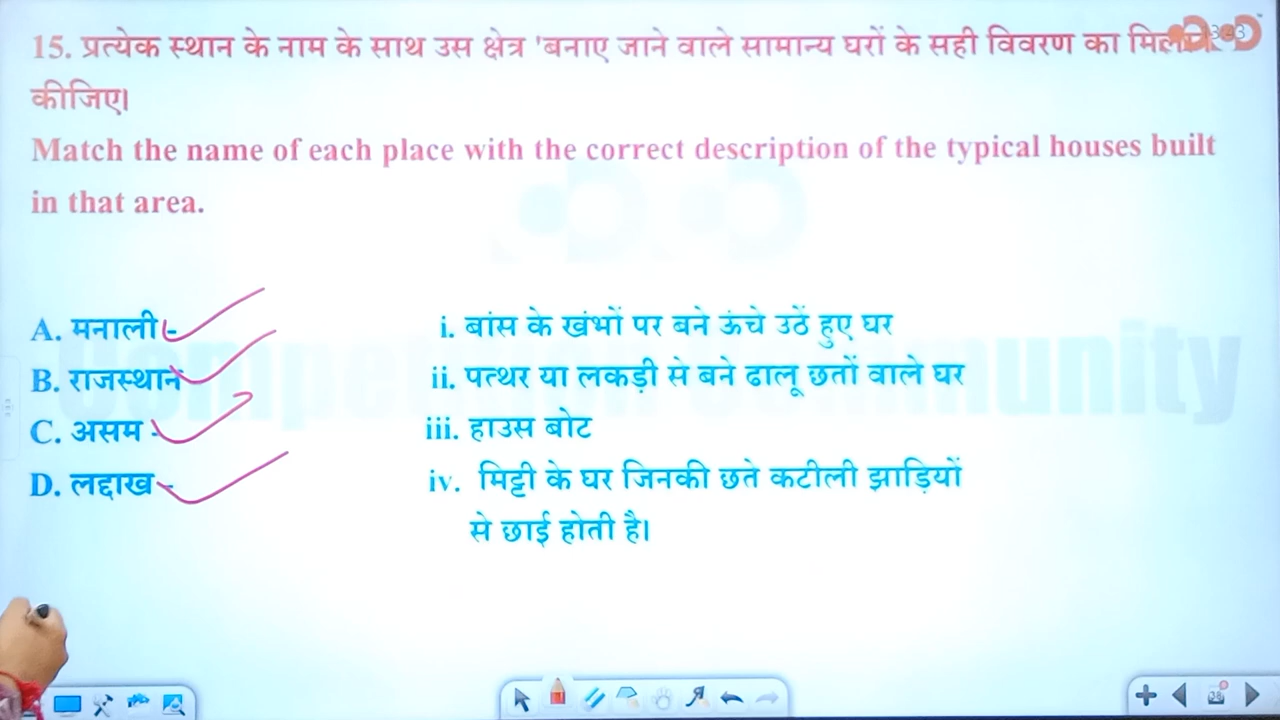 15. प्रत्येक स्थान के नाम के साथ उस क्षेत्र 'बनाए जाने वाले सामान्य घरों के सही विवरण का
कीजिए।
Match the name of each place with the correct description of the typical houses built
in that area.
A. मनाली -
i. बांस के खंभों पर बने ऊंचे उठें हुए घर
B. राजस्थान
ii. पत्थर या लकड़ी से बने ढालू छतों वाले घर
C. असम -
iii. हाउस बोट
D. लद्दाख -
iv. मिट्टी के घर जिनकी छते कटीली झाड़ियों
से छाई होती है।